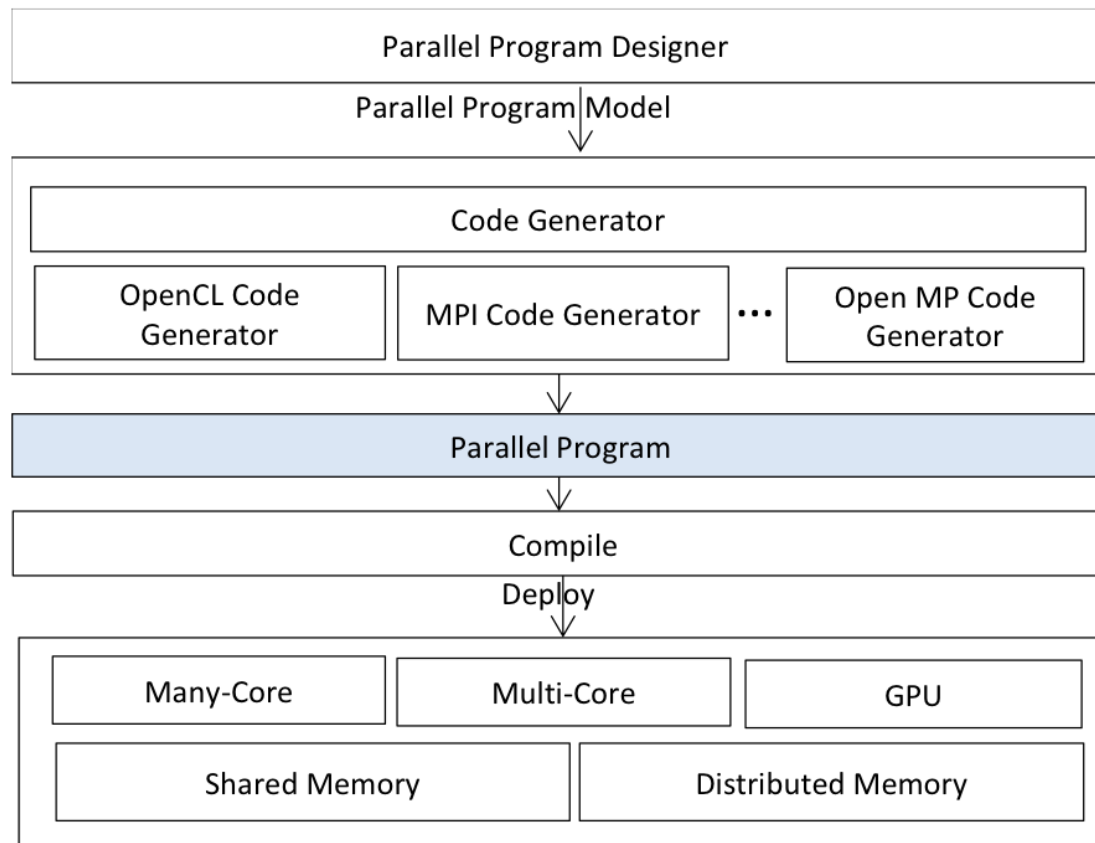 Parallel Program Designer
Parallel Program Model
Code Generator
OpenCL Code
Generator
MPI Code Generator
...
Open MP Code
Generator
Parallel Program
Compile
Deploy
Many-Core
Multi-Core
GPU
Shared Memory
Distributed Memory